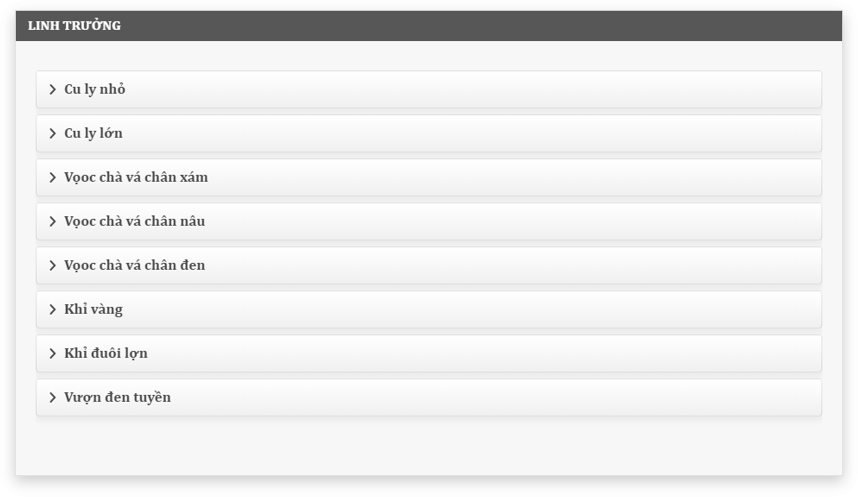 LINH TRƯỞNG
Cu ly nhỏ
Cu ly lớn
Vọoc chà vá chân xám
Vọoc chà vá chân nâu
Vọoc chà vá chân đen
Khỉ vàng
Khỉ đuôi lợn
Vượn đen tuyền